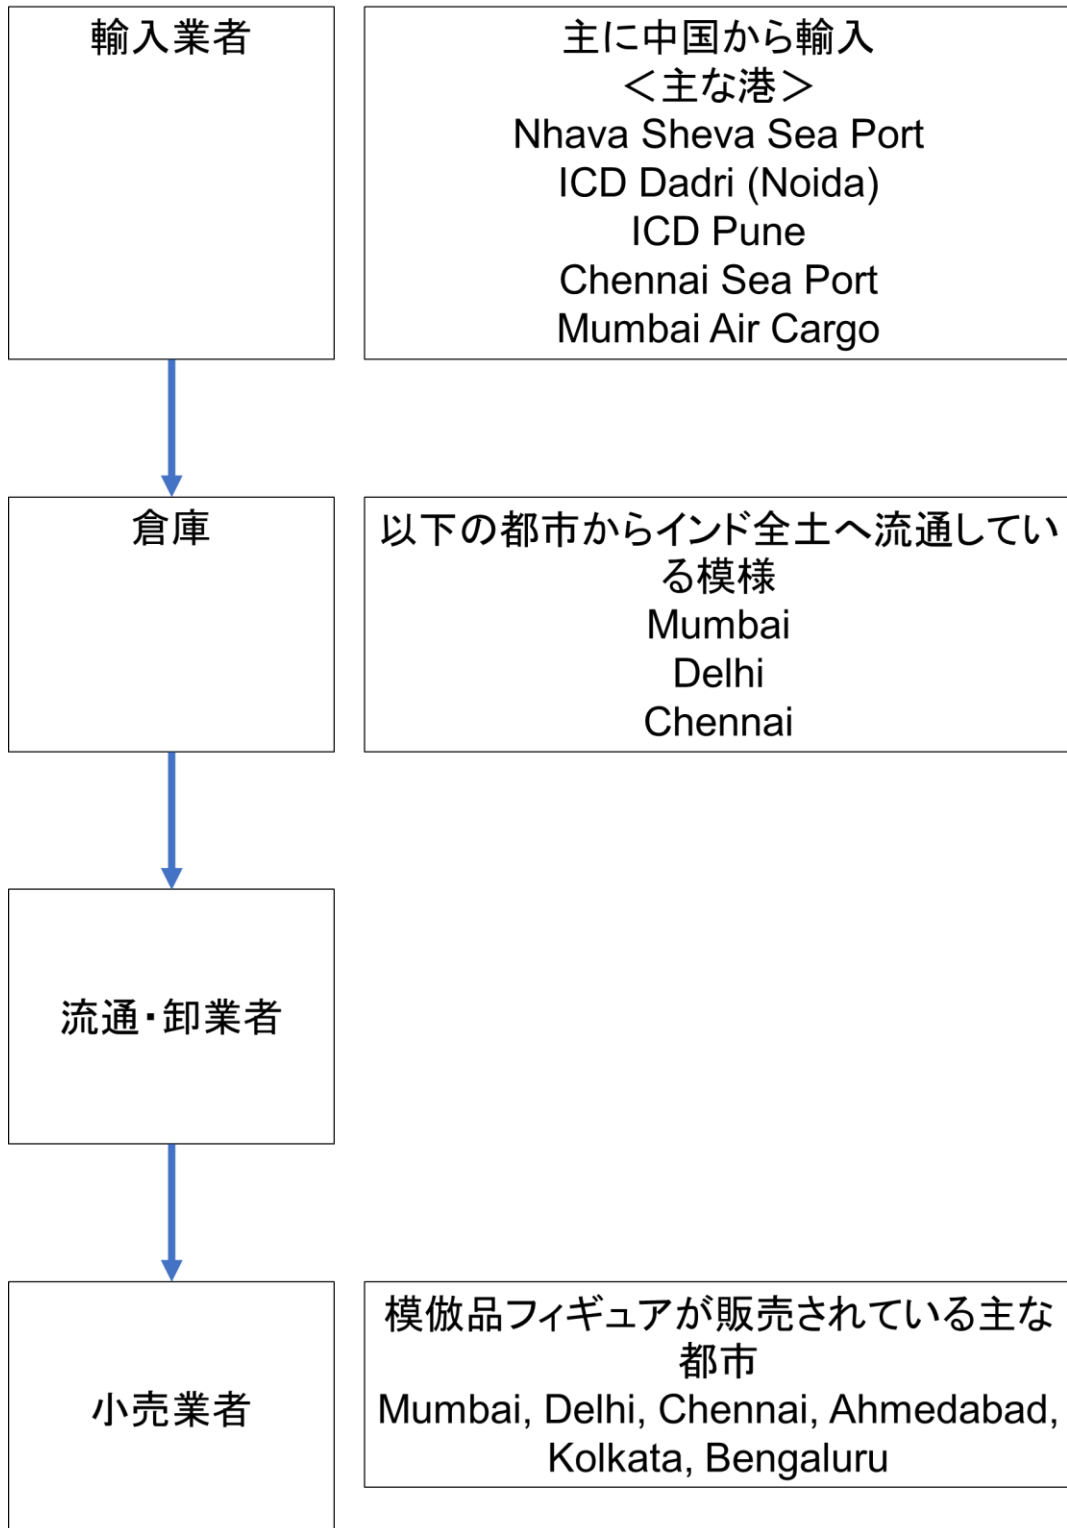 輸入業者
主に中国から輸入
＜主な港＞
Nhava Sheva Sea Port
ICD Dadri (Noida)
ICD Pune
Chennai Sea Port
Mumbai Air Cargo
倉庫
以下の都市からインド全土へ流通してい
る模様
Mumbai
Delhi
Chennai
流通・卸業者
小売業者
模倣品フィギュアが販売されている主な
都市
Mumbai, Delhi, Chennai, Ahmedabad,
Kolkata, Bengaluru